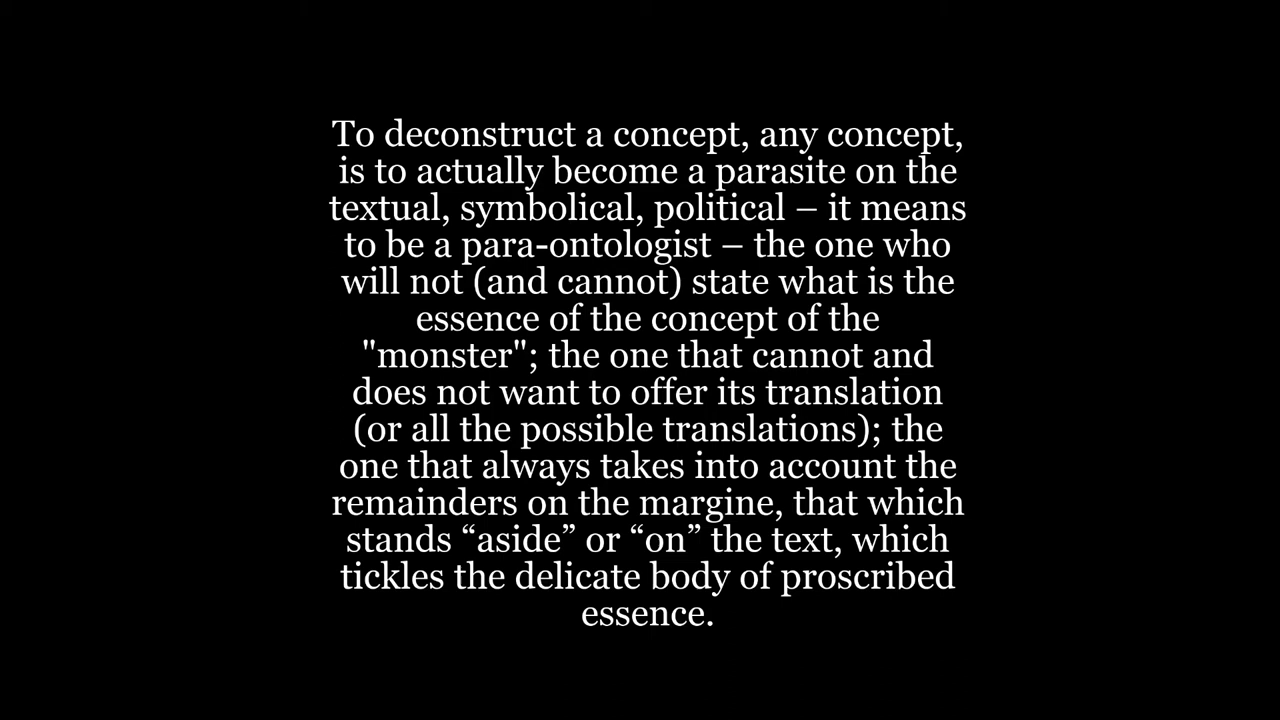 To deconstruct a concept, any concept,
is to actually become a parasite on the
textual, symbolical, political – it means
to be a para-ontologist – the one who
will not (and cannot) state what is the
essence of the concept of the
"monster"; the one that cannot and
does not want to offer its translation
(or all the possible translations); the
one that always takes into account the
remainders on the margine, that which
stands “aside” or “on” the text, which
tickles the delicate body of proscribed
essence.